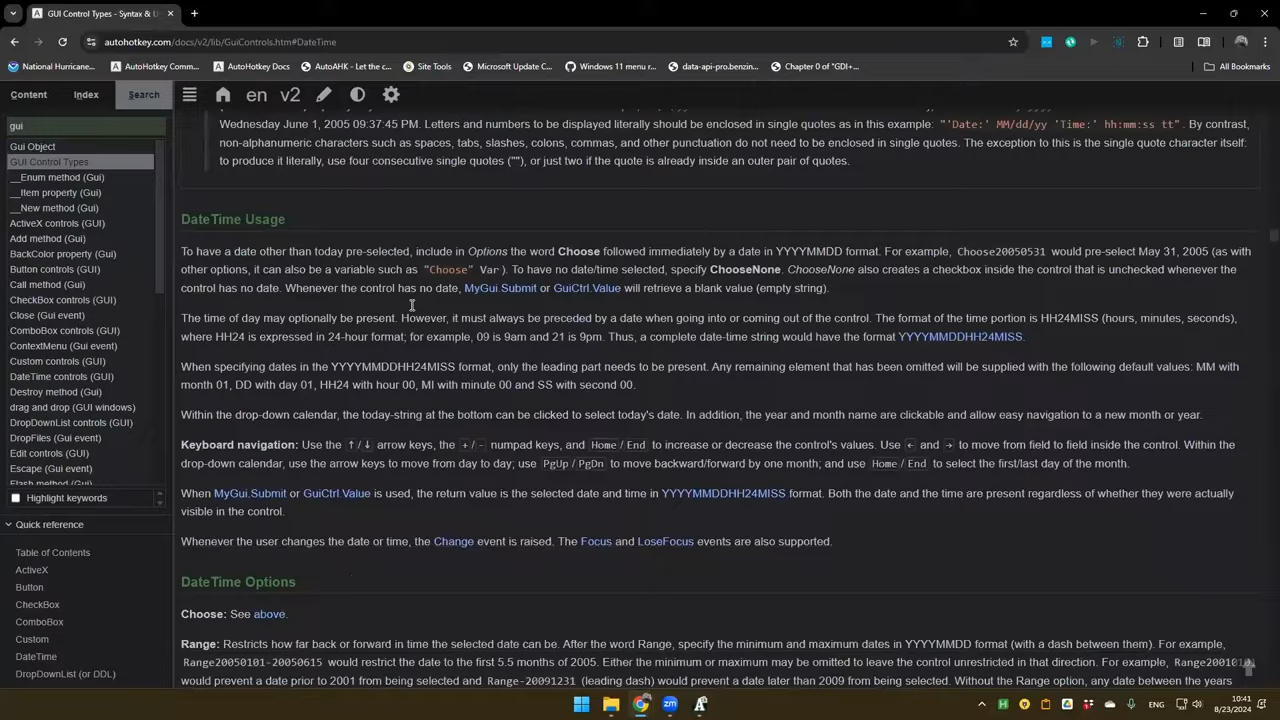 GUI Control Types - Syntax & U
autohotkey.com/docs/v2/lib/GuiControls.htm#DateTime
National Hurricane...
AutoHotkey Comm...
AutoHotkey Docs
AutoAHK - Let the c...
Site Tools
Microsoft Update C...
Windows 11 menu r...
data-api-pro.benzin...
Chapter 0 of "GDI+...
All Bookmarks
Content
Index
Search
en
v2
gui
Gui Object
GUI Control Types
__Enum method (Gui)
__Item property (Gui)
__New method (Gui)
ActiveX controls (GUI)
Add method (Gui)
BackColor property (Gui)
Button controls (GUI)
Call method (Gui)
CheckBox controls (GUI)
Close (Gui event)
ComboBox controls (GUI)
ContextMenu (Gui event)
Custom controls (GUI)
DateTime controls (GUI)
Destroy method (Gui)
drag and drop (GUI windows)
DropDownList controls (GUI)
DropFiles (Gui event)
Edit controls (GUI)
Escape (Gui event)
Flash method (Gui)
Highlight keywords
Quick reference
Table of Contents
ActiveX
Button
CheckBox
ComboBox
Custom
DateTime
DropDownList (or DDL)
Wednesday June 1, 2005 09:37:45 PM. Letters and numbers to be displayed literally should be enclosed in single quotes as in this example: "'Date:' MM/dd/yy 'Time:' hh:mm:ss tt". By contrast,
non-alphanumeric characters such as spaces, tabs, slashes, colons, commas, and other punctuation do not need to be enclosed in single quotes. The exception to this is the single quote character itself:
to produce it literally, use four consecutive single quotes (''''), or just two if the quote is already inside an outer pair of quotes.
DateTime Usage
To have a date other than today pre-selected, include in Options the word Choose followed immediately by a date in YYYYMMDD format. For example, Choose20050531 would pre-select May 31, 2005 (as with
other options, it can also be a variable such as "Choose" Var). To have no date/time selected, specify ChooseNone. ChooseNone also creates a checkbox inside the control that is unchecked whenever the
control has no date. Whenever the control has no date, MyGui.Submit or GuiCtrl.Value will retrieve a blank value (empty string).
The time of day may optionally be present. However, it must always be preceded by a date when going into or coming out of the control. The format of the time portion is HH24MISS (hours, minutes, seconds),
where HH24 is expressed in 24-hour format; for example, 09 is 9am and 21 is 9pm. Thus, a complete date-time string would have the format YYYYMMDDHH24MISS.
When specifying dates in the YYYYMMDDHH24MISS format, only the leading part needs to be present. Any remaining element that has been omitted will be supplied with the following default values: MM with
month 01, DD with day 01, HH24 with hour 00, MI with minute 00 and SS with second 00.
Within the drop-down calendar, the today-string at the bottom can be clicked to select today's date. In addition, the year and month name are clickable and allow easy navigation to a new month or year.
Keyboard navigation: Use the ↑/↓ arrow keys, the +/- numpad keys, and Home/End to increase or decrease the control's values. Use ← and → to move from field to field inside the control. Within the
drop-down calendar, use the arrow keys to move from day to day; use PgUp/PgDn to move backward/forward by one month; and use Home/End to select the first/last day of the month.
When MyGui.Submit or GuiCtrl.Value is used, the return value is the selected date and time in YYYYMMDDHH24MISS format. Both the date and the time are present regardless of whether they were actually
visible in the control.
Whenever the user changes the date or time, the Change event is raised. The Focus and LoseFocus events are also supported.
DateTime Options
Choose: See above.
Range: Restricts how far back or forward in time the selected date can be. After the word Range, specify the minimum and maximum dates in YYYYMMDD format (with a dash between them). For example,
Range20050101-20050615 would restrict the date to the first 5.5 months of 2005. Either the minimum or maximum may be omitted to leave the control unrestricted in that direction. For example, Range20010101
would prevent a date prior to 2001 from being selected and Range-20091231 (leading dash) would prevent a date later than 2009 from being selected. Without the Range option, any date between the years
ENG
10:41
8/23/2024